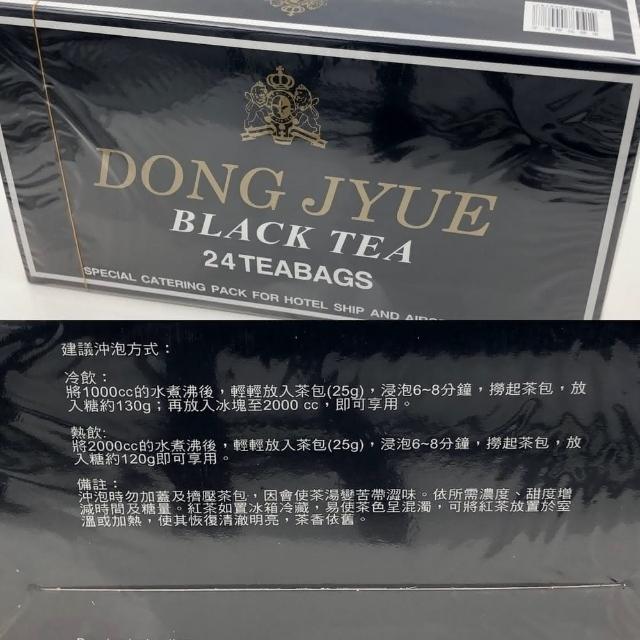 DONG JYUE
BLACK TEA
24 TEABAGS
SPECIAL CATERING PACK FOR HOTEL SHIP AND
建議沖泡方式：
冷飲：
將1000cc的水煮沸後，輕輕放入茶包(25g)，浸泡6~8分鐘，撈起茶包，放
入糖約130g；再放入冰塊至2000 cc，即可享用。
熱飲：
將2000cc的水煮沸後，輕輕放入茶包(25g)，浸泡6~8分鐘，撈起茶包，放
入糖約120g即可享用。
備註：
沖泡時勿加蓋及擠壓茶包，因會使茶湯變苦帶澀味。依所需濃度、甜度增
減時間及糖量。紅茶如置冰箱冷藏，易使茶色呈混濁，可將紅茶放置於室
溫或加熱，使其恢復清澈明亮，茶香依舊。